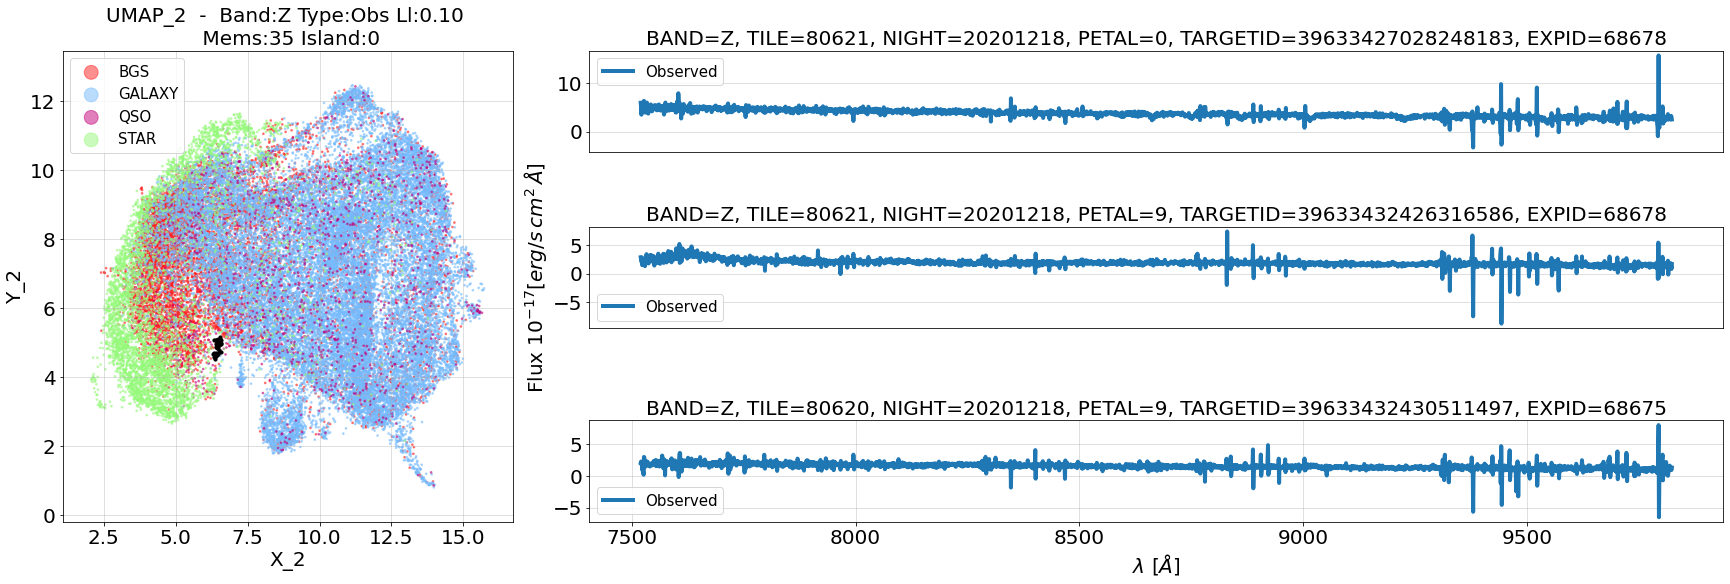 UMAP_2  -  Band:Z Type:Obs Ll:0.10
Mems:35 Island:0
BGS
GALAXY
QSO
STAR
12
10
8
6
4
2
0
2.5 5.0 7.5 10.0 12.5 15.0
X_2
Y_2
BAND=Z, TILE=80621, NIGHT=20201218, PETAL=0, TARGETID=39633427028248183, EXPID=68678
Observed
10
0
BAND=Z, TILE=80621, NIGHT=20201218, PETAL=9, TARGETID=39633432426316586, EXPID=68678
Observed
5
0
−5
Flux 10⁻¹⁷[erg/s cm² Å]
BAND=Z, TILE=80620, NIGHT=20201218, PETAL=9, TARGETID=39633432430511497, EXPID=68675
Observed
5
0
−5
7500 8000 8500 9000 9500
λ [Å]